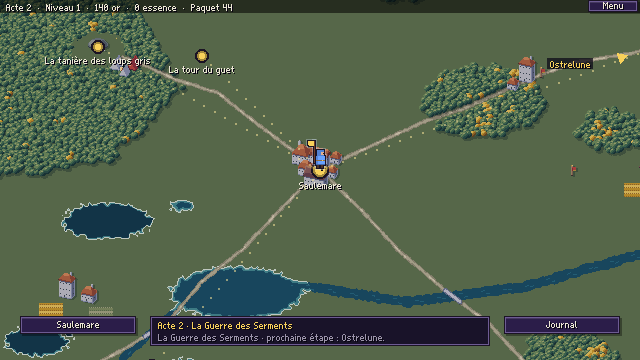 Acte 2 · Niveau 1 · 140 or · 0 essence · Paquet 44
Menu
La tanière des loups gris
La tour du guet
Ostrelune
Saulemare
Saulemare
Acte 2 · La Guerre des Serments
La Guerre des Serments · prochaine étape : Ostrelune.
Journal